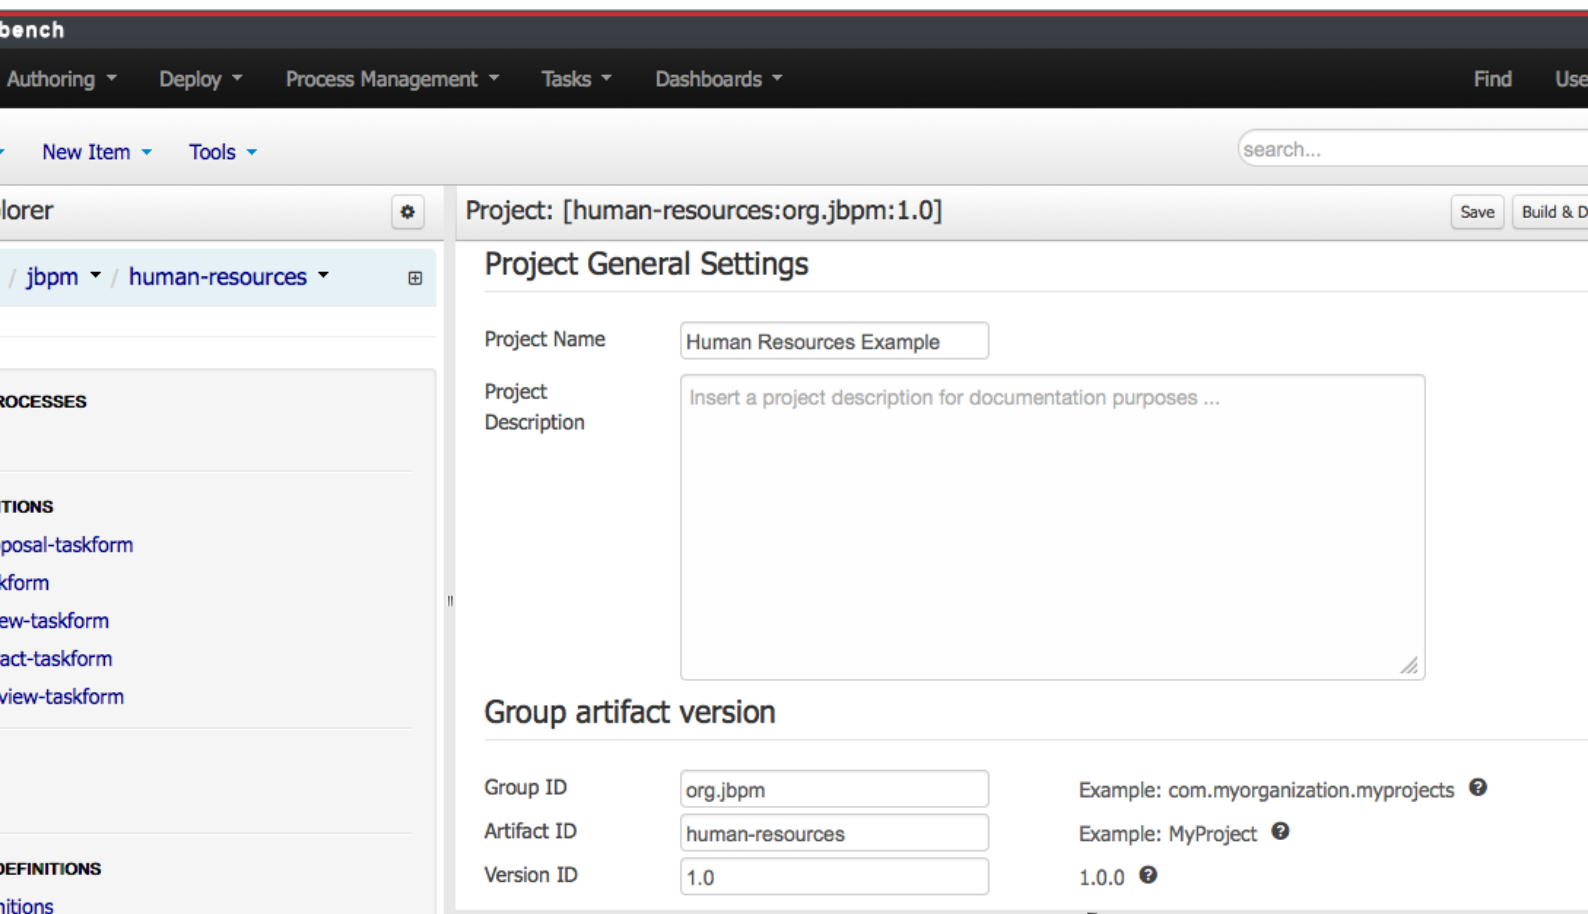 bench
Authoring Deploy Process Management Tasks Dashboards Find Use
New Item Tools search...
lorer Project: [human-resources:org.jbpm:1.0] Save Build & D
/ jbpm / human-resources
Project General Settings
Project Name Human Resources Example
Project Description Insert a project description for documentation purposes ...
ROCESSES
ITIONS
posal-taskform
kform
ew-taskform
act-taskform
view-taskform
Group artifact version
Group ID org.jbpm Example: com.myorganization.myprojects
Artifact ID human-resources Example: MyProject
Version ID 1.0 1.0.0
DEFINITIONS
nitions